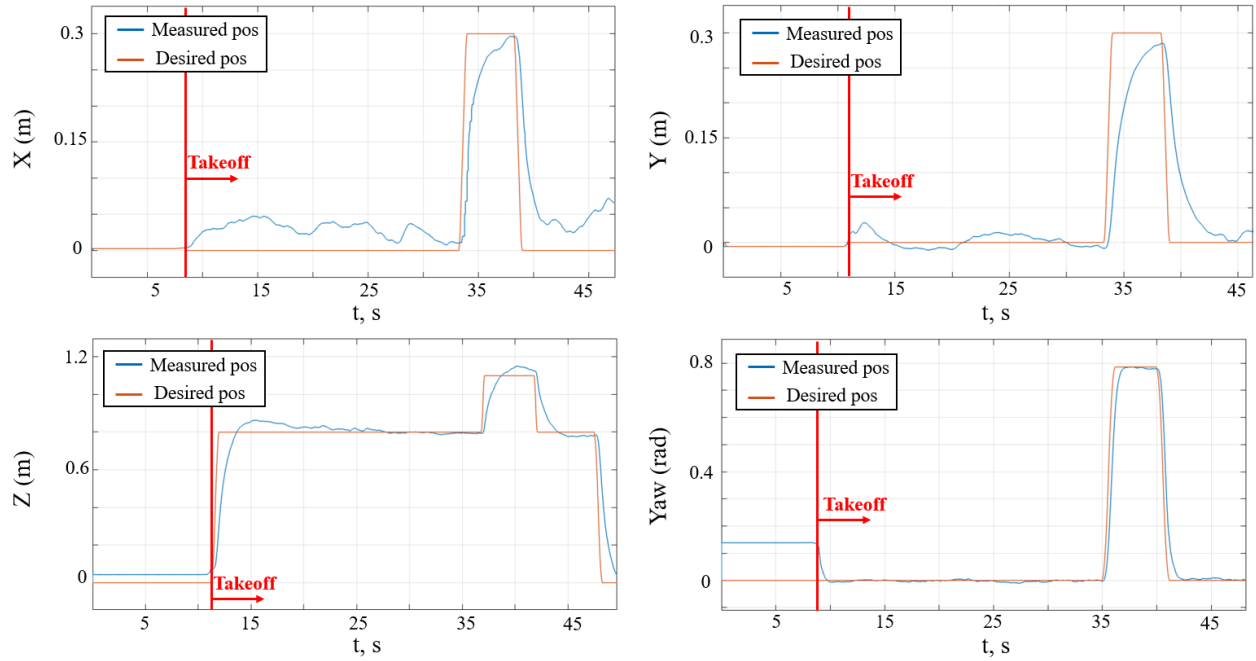 Measured pos
Desired pos
0.3
0.15
0
X (m)
Takeoff
5
15
25
35
45
t, s
Measured pos
Desired pos
0.3
0.15
0
Y (m)
Takeoff
5
15
25
35
45
t, s
Measured pos
Desired pos
1.2
0.6
0
Z (m)
Takeoff
5
15
25
35
45
t, s
Measured pos
Desired pos
0.8
0.4
0
Yaw (rad)
Takeoff
5
15
25
35
45
t, s